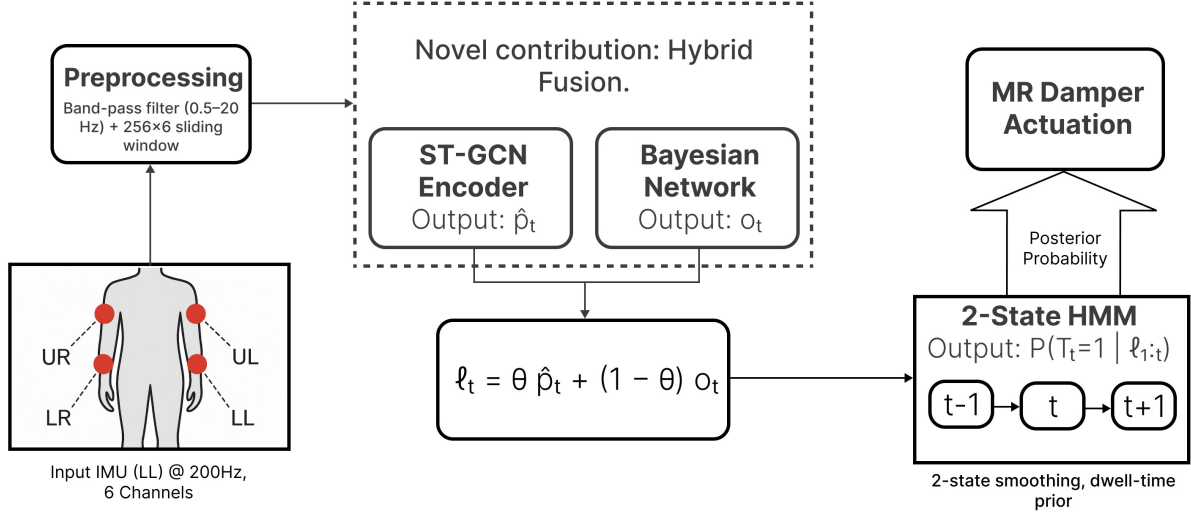 Preprocessing
Band-pass filter (0.5–20
Hz) + 256×6 sliding
window
UR
UL
LR
LL
Input IMU (LL) @ 200Hz,
6 Channels
Novel contribution: Hybrid
Fusion.
ST-GCN
Encoder
Output: p̂ₜ
Bayesian
Network
Output: oₜ
ℓₜ = θ p̂ₜ + (1 − θ) oₜ
MR Damper
Actuation
Posterior
Probability
2-State HMM
Output: P(Tₜ=1 | ℓ₁:ₜ)
t-1
t
t+1
2-state smoothing, dwell-time
prior